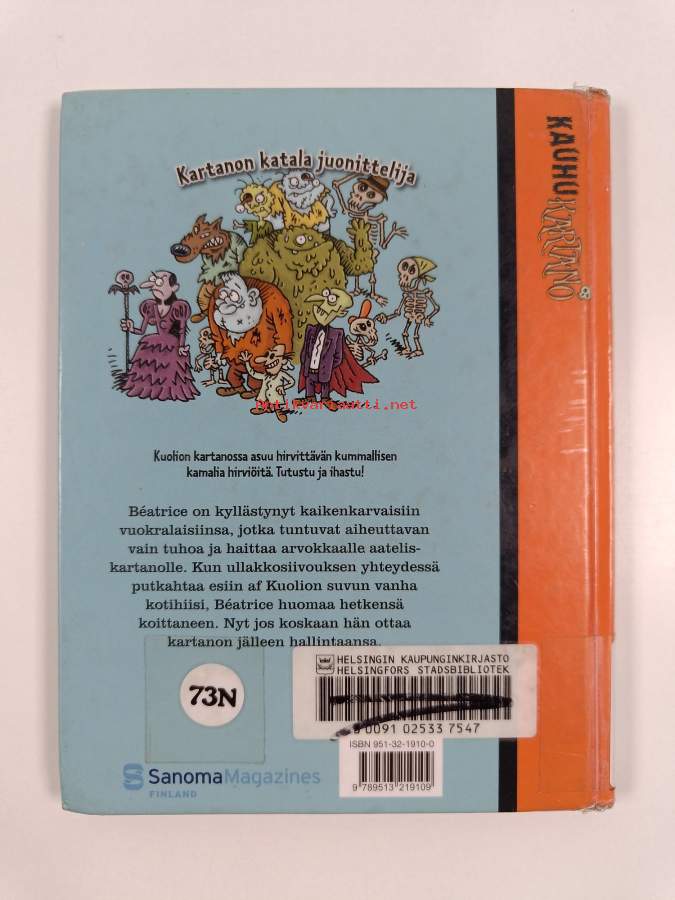 Kartanon katala juonittelija
antikvariaatti.net
Kuolion kartanossa asuu hirvittävän kummallisen
kamalia hirviöitä. Tutustu ja ihastu!
Béatrice on kyllästynyt kaikenkarvaisiin
vuokralaisiinsa, jotka tuntuvat aiheuttavan
vain tuhoa ja haittaa arvokkaalle aatelis-
kartanolle. Kun ullakkosiivouksen yhteydessä
putkahtaa esiin af Kuolion suvun vanha
kotihiisi, Béatrice huomaa hetkensä
koittaneen. Nyt jos koskaan hän ottaa
kartanon jälleen hallintaansa.
73N
HELSINGIN KAUPUNGINKIRJASTO
HELSINGFORS STADSBIBLIOTEK
0091 02533 7547
ISBN 951-32-1910-0
9 789513 219109
SanomaMagazines
FINLAND
KAUHU
KARTANO